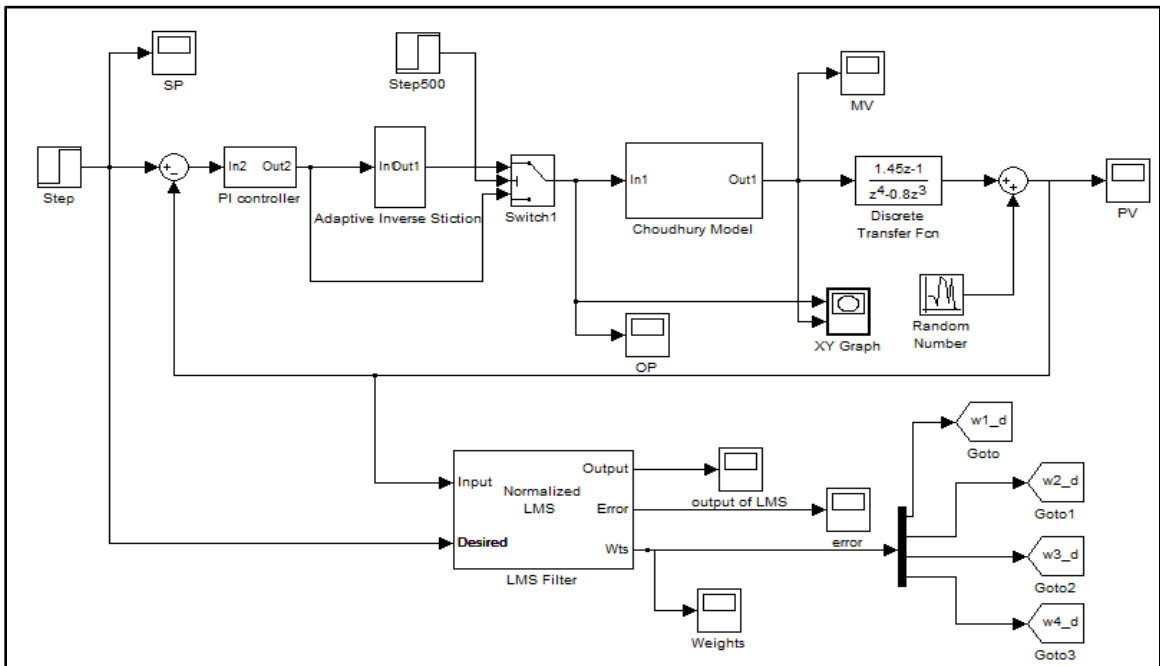 SP
Step500
MV
Step
+
−
In2 Out2
PI controller
In1 Out1
Adaptive Inverse Stiction
Switch1
In1 Out1
Choudhury Model
1.45z-1
z⁴-0.8z³
Discrete
Transfer Fcn
+
+
PV
Random
Number
XY Graph
OP
Input
Desired
Normalized
LMS
Output
Error
Wts
LMS Filter
output of LMS
error
Weights
w1_d
Goto
w2_d
Goto1
w3_d
Goto2
w4_d
Goto3